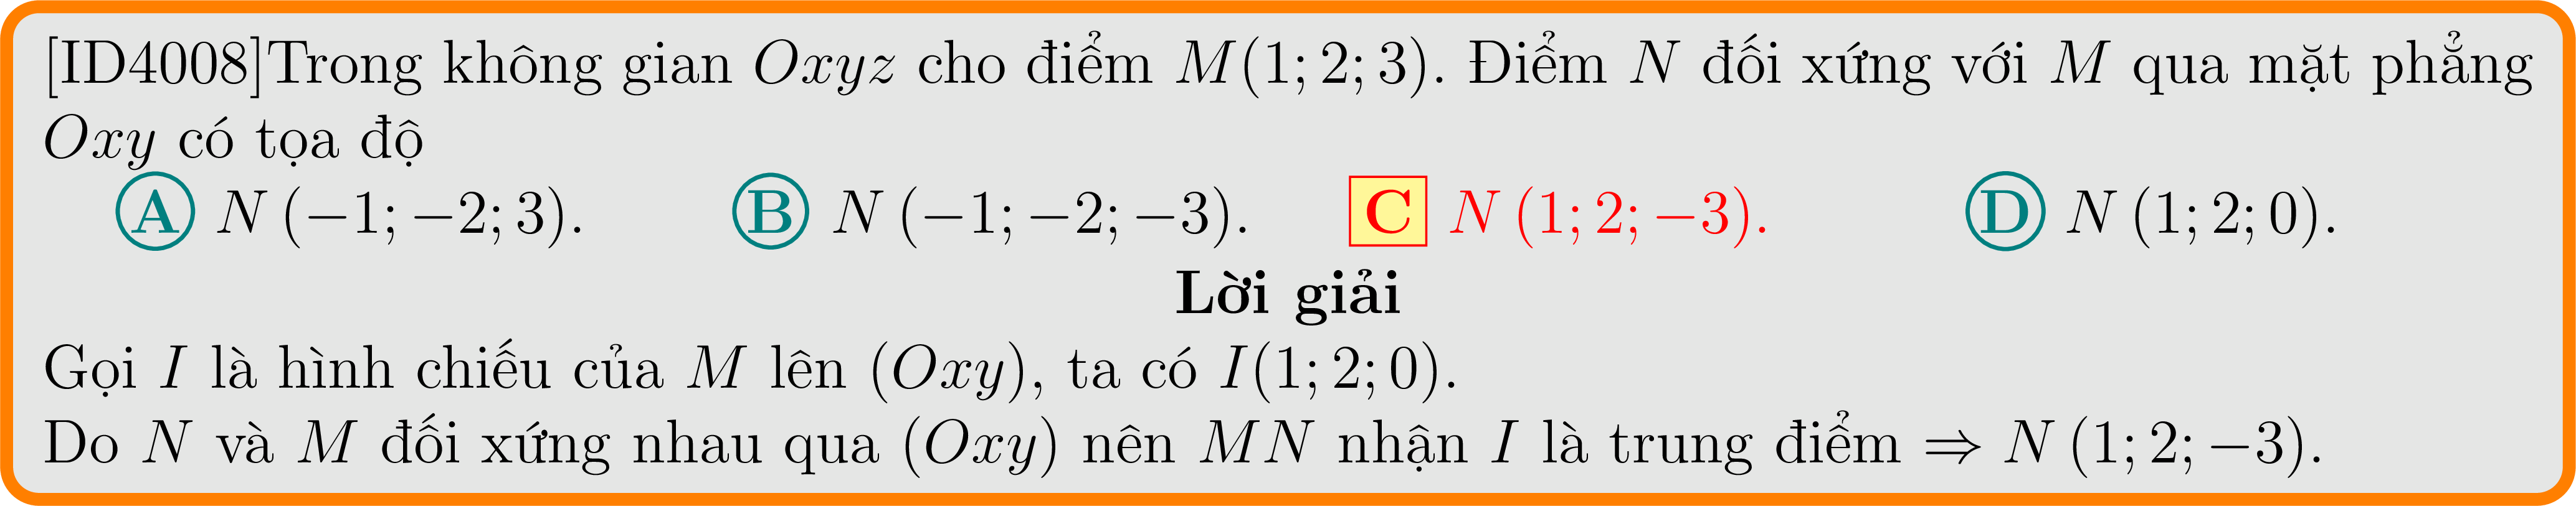 [ID4008]Trong không gian Oxyz cho điểm M(1; 2; 3). Điểm N đối xứng với M qua mặt phẳng
Oxy có tọa độ
A N (−1; −2; 3). B N (−1; −2; −3). C N (1; 2; −3). D N (1; 2; 0).
Lời giải
Gọi I là hình chiếu của M lên (Oxy), ta có I(1; 2; 0).
Do N và M đối xứng nhau qua (Oxy) nên MN nhận I là trung điểm ⇒ N (1; 2; −3).